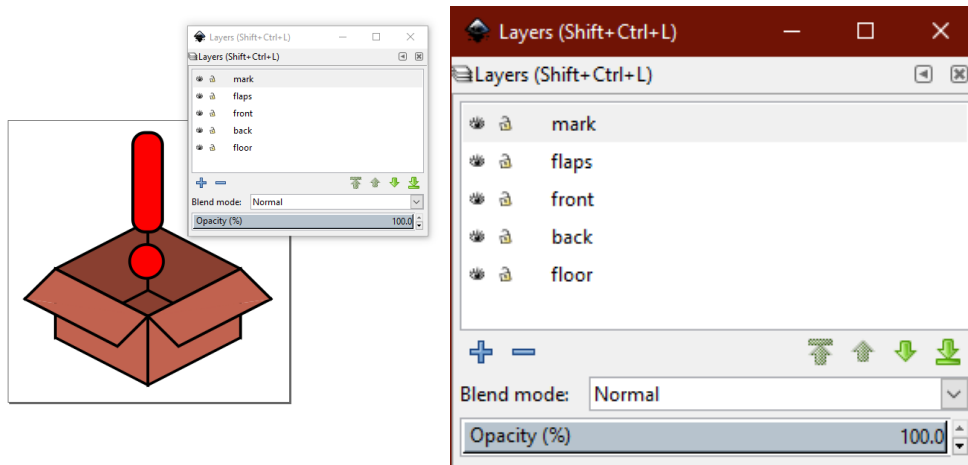 Layers (Shift+Ctrl+L)
Layers (Shift+Ctrl+L)
mark
flaps
front
back
floor
Blend mode: Normal
Opacity (%) 100.0
Layers (Shift+Ctrl+L)
Layers (Shift+Ctrl+L)
mark
flaps
front
back
floor
Blend mode: Normal
Opacity (%) 100.0